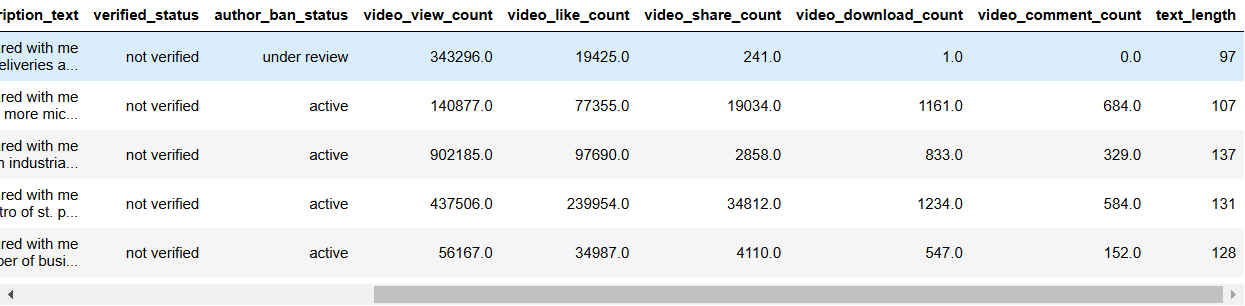 ription_text verified_status author_ban_status video_view_count video_like_count video_share_count video_download_count video_comment_count text_length
ared with me
eliveries a... not verified under review 343296.0 19425.0 241.0 1.0 0.0 97
ared with me
more mic... not verified active 140877.0 77355.0 19034.0 1161.0 684.0 107
ared with me
n industria... not verified active 902185.0 97690.0 2858.0 833.0 329.0 137
ared with me
tro of st. p... not verified active 437506.0 239954.0 34812.0 1234.0 584.0 131
ared with me
ber of busi... not verified active 56167.0 34987.0 4110.0 547.0 152.0 128